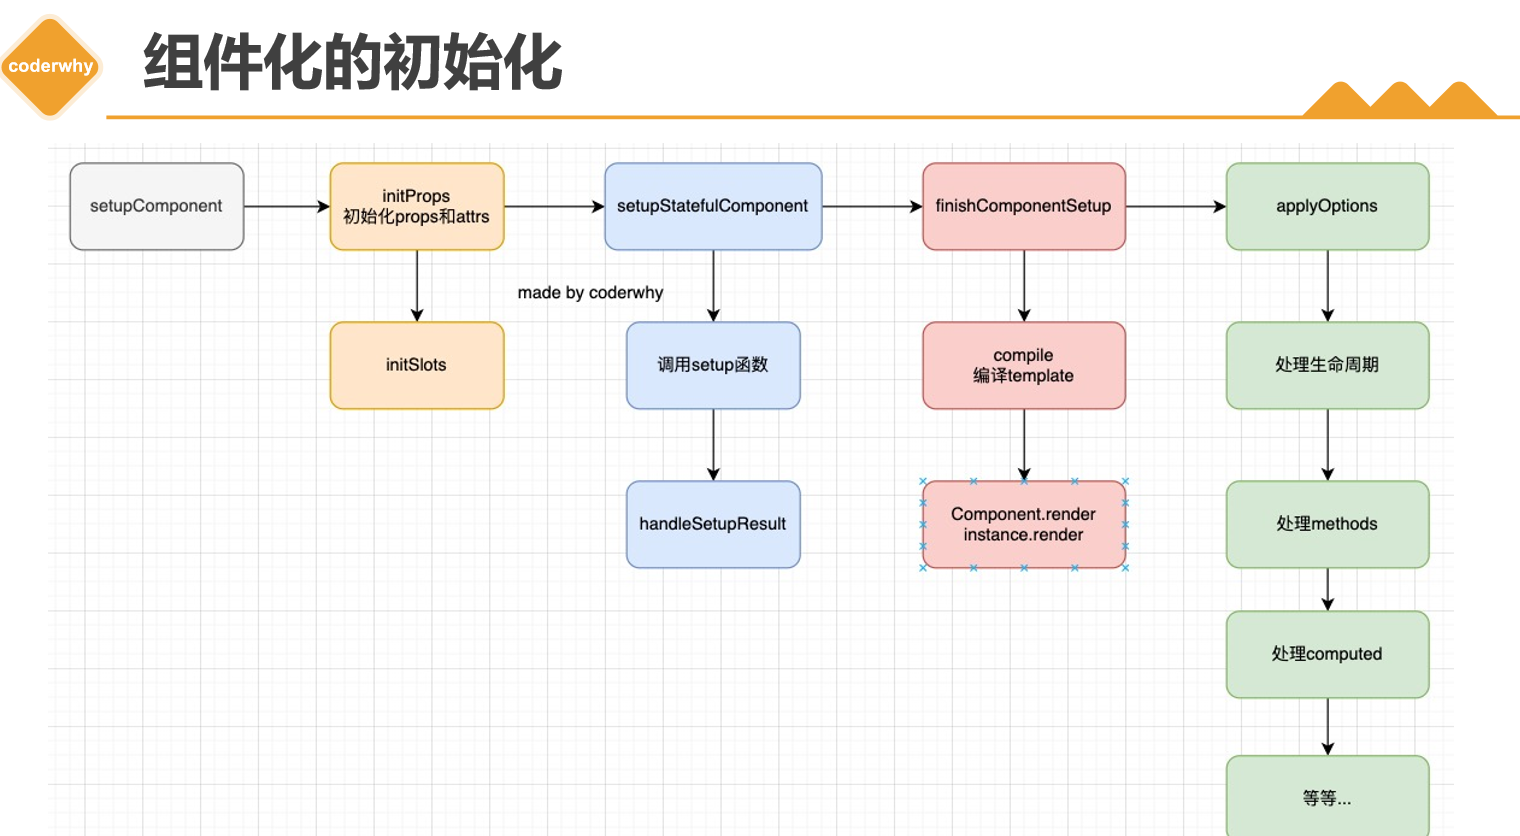 coderwhy
组件化的初始化
setupComponent
initProps
初始化props和attrs
setupStatefulComponent
finishComponentSetup
applyOptions
made by coderwhy
initSlots
调用setup函数
compile
编译template
处理生命周期
handleSetupResult
Component.render
instance.render
处理methods
处理computed
等等...